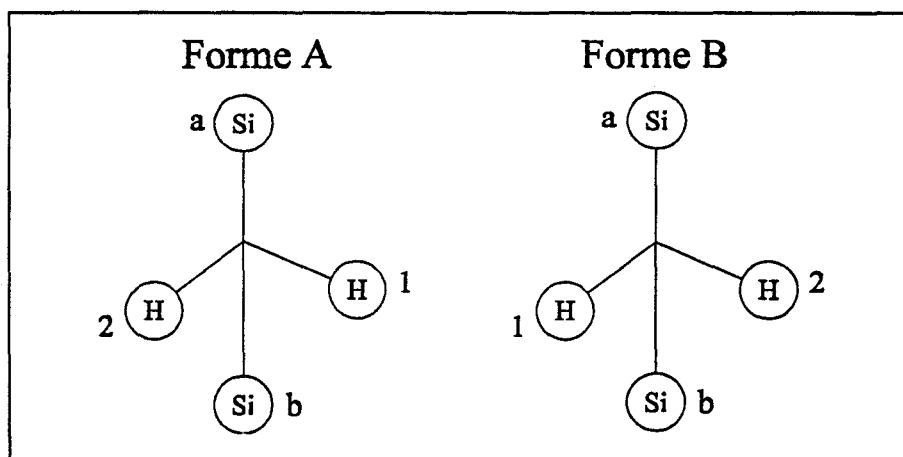 Forme A
Forme B
a Si
a Si
H 1
2 H
H 2
1 H
Si b
Si b